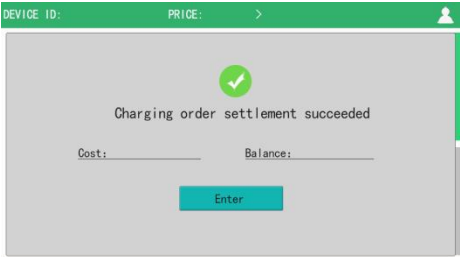 DEVICE ID: PRICE: >
Charging order settlement succeeded
Cost: Balance:
Enter